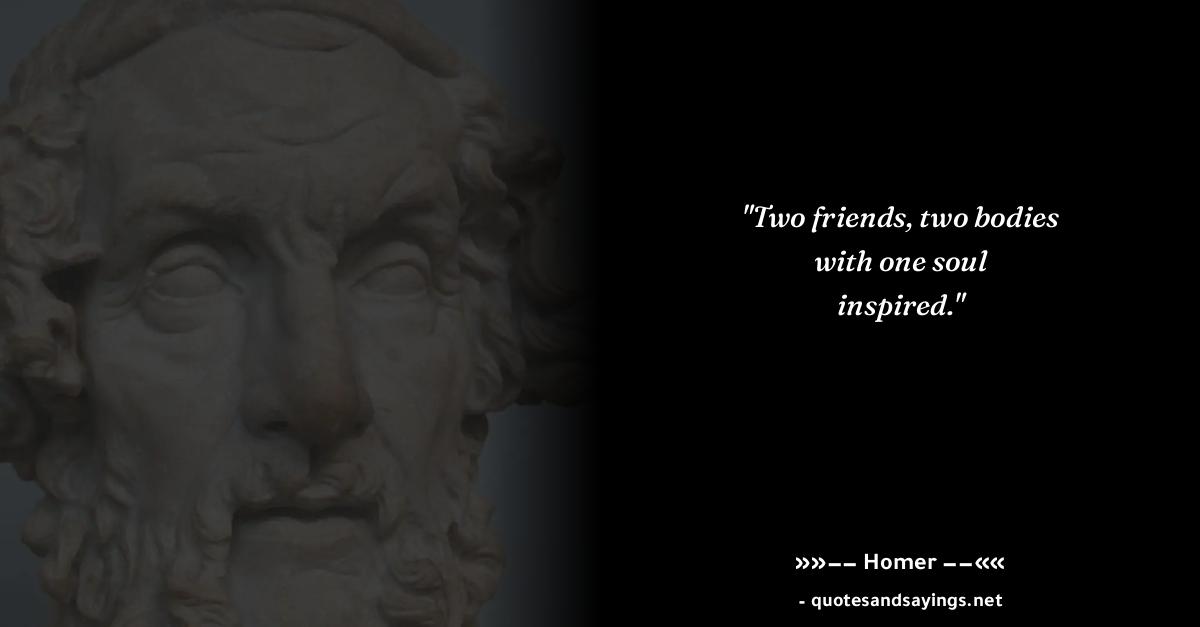 "Two friends, two bodies
with one soul
inspired."
»»−− Homer −−««
- quotesandsayings.net